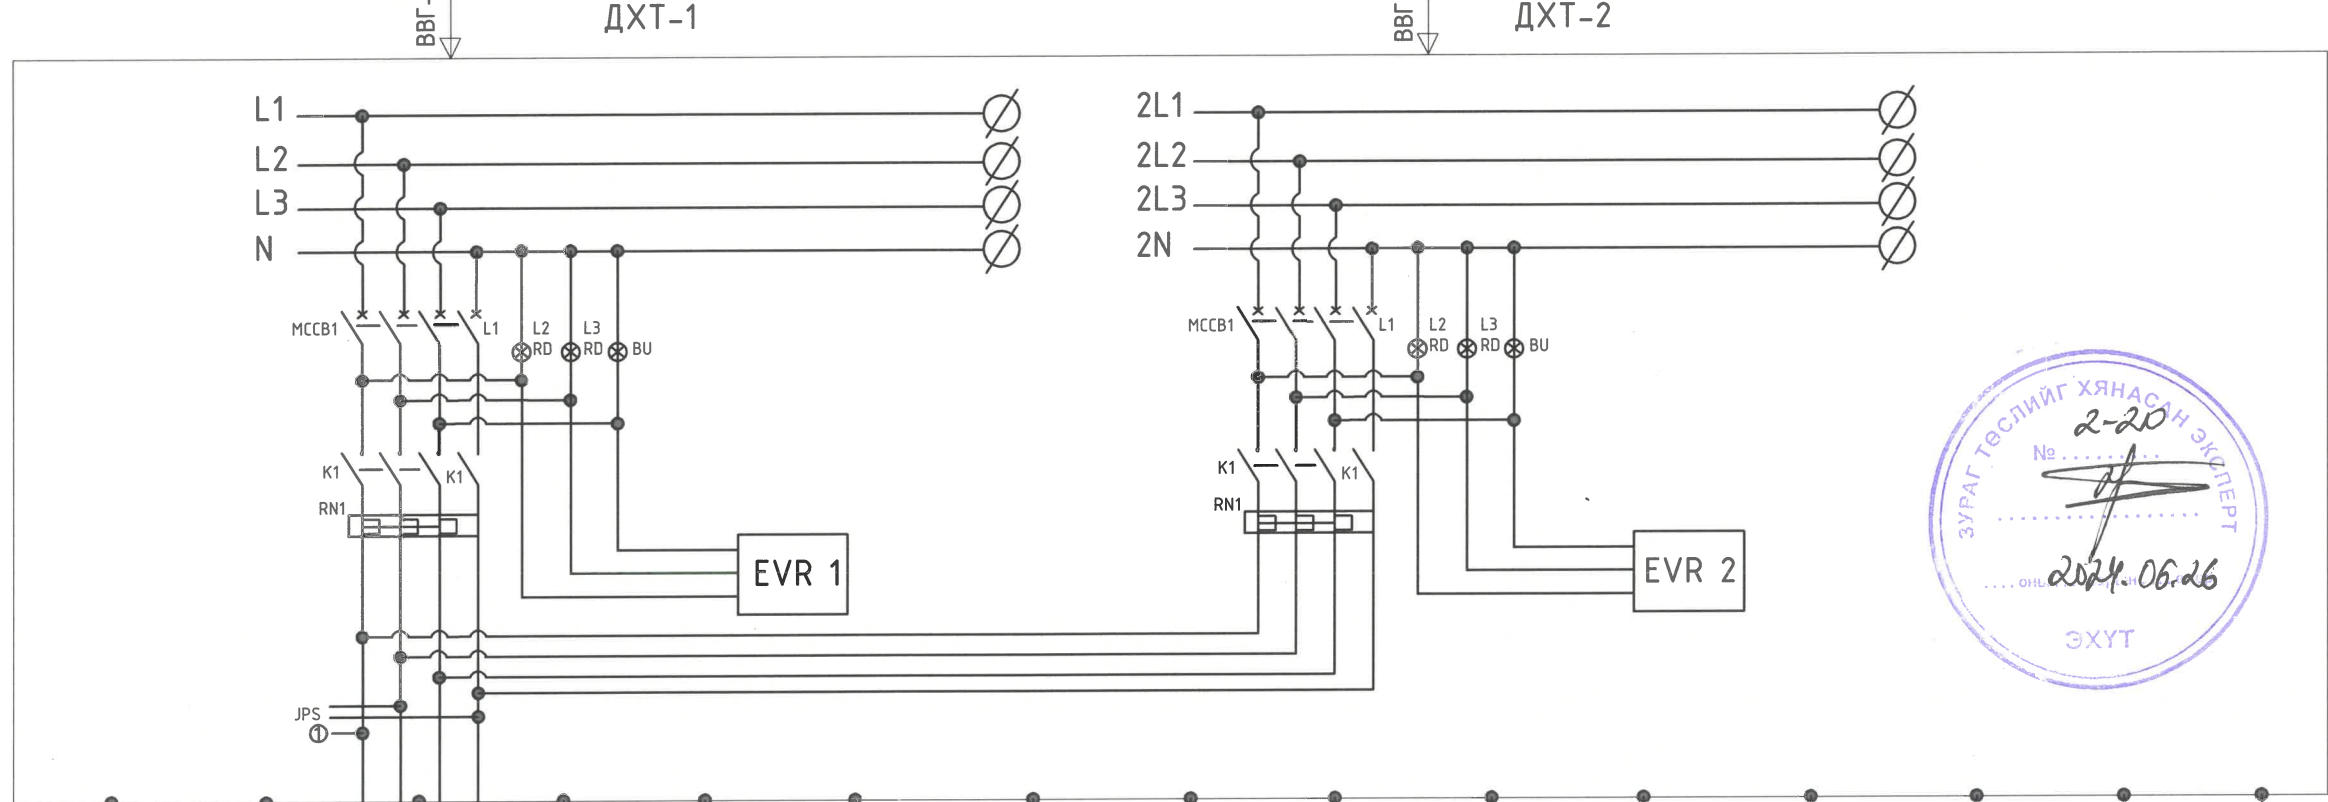 ВВГ-
ДХТ-1
ВВГ
ДХТ-2
L1
L2
L3
N
MCCB1
L1
L2
RD
L3
RD
BU
K1
K1
RN1
EVR 1
JPS
1
2L1
2L2
2L3
2N
MCCB1
L1
L2
RD
L3
RD
BU
K1
K1
RN1
EVR 2
ЗУРАГ ТӨСЛИЙГ ХЯНАСАН ЭКСПЕРТ
2-20
№..........
2024.06.26
ЭХҮТ